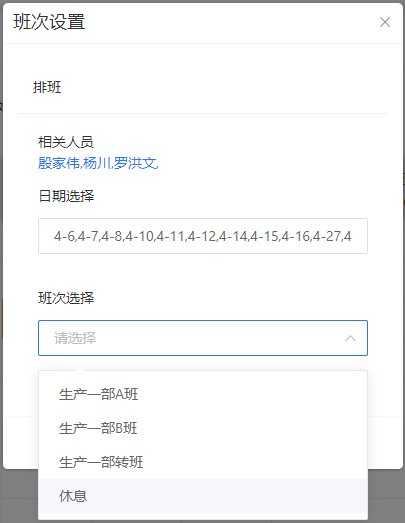 班次设置
排班
相关人员
殷家伟,杨川,罗洪文,
日期选择
4-6,4-7,4-8,4-10,4-11,4-12,4-14,4-15,4-16,4-27,4
班次选择
请选择
生产一部A班
生产一部B班
生产一部转班
休息